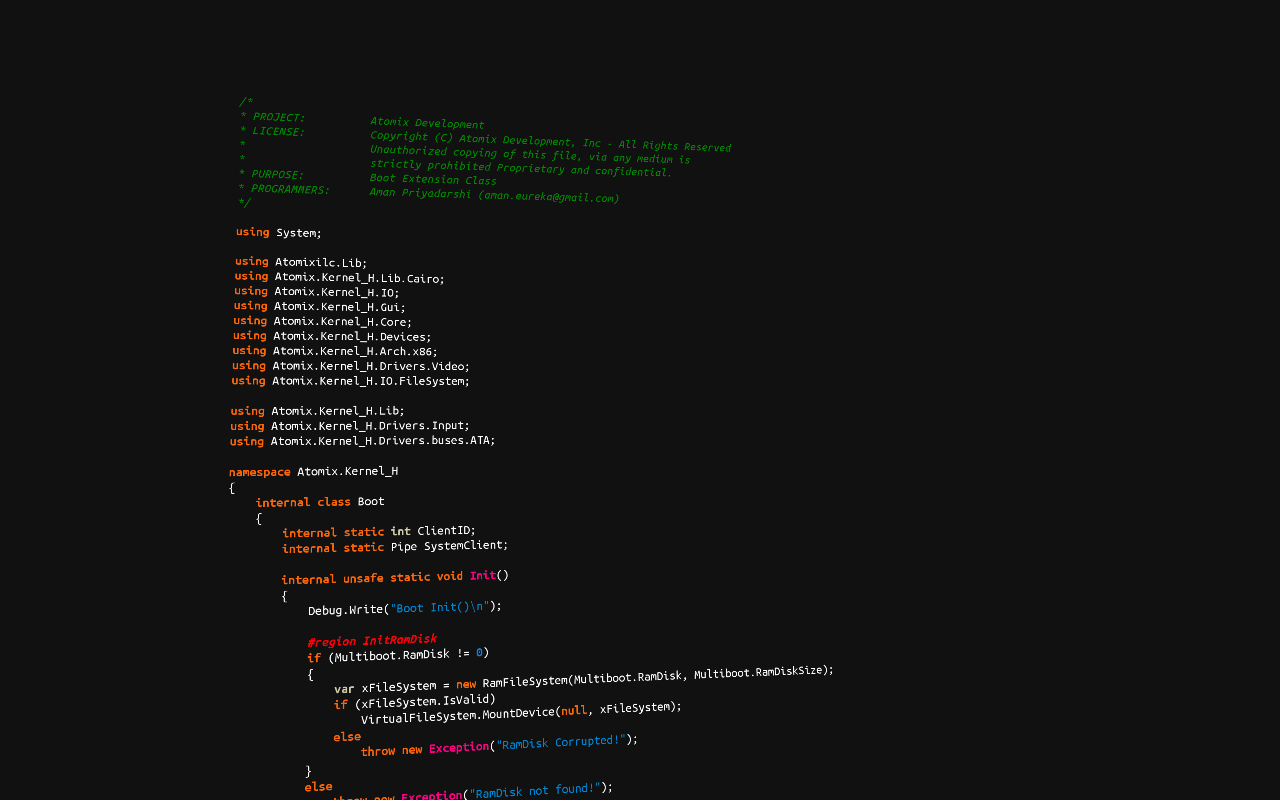 /*
* PROJECT: Atomix Development
* LICENSE: Copyright (C) Atomix Development, Inc - All Rights Reserved
* Unauthorized copying of this file, via any medium is
* strictly prohibited Proprietary and confidential.
* PURPOSE: Boot Extension Class
* PROGRAMMERS: Aman Priyadarshi (aman.eureka@gmail.com)
*/
using System;
using Atomixilc.Lib;
using Atomix.Kernel_H.Lib.Cairo;
using Atomix.Kernel_H.IO;
using Atomix.Kernel_H.Gui;
using Atomix.Kernel_H.Core;
using Atomix.Kernel_H.Devices;
using Atomix.Kernel_H.Arch.x86;
using Atomix.Kernel_H.Drivers.Video;
using Atomix.Kernel_H.IO.FileSystem;
using Atomix.Kernel_H.Lib;
using Atomix.Kernel_H.Drivers.Input;
using Atomix.Kernel_H.Drivers.buses.ATA;
namespace Atomix.Kernel_H
{
internal class Boot
{
internal static int ClientID;
internal static Pipe SystemClient;
internal unsafe static void Init()
{
Debug.Write("Boot Init()\n");
#region InitRamDisk
if (Multiboot.RamDisk != 0)
{
var xFileSystem = new RamFileSystem(Multiboot.RamDisk, Multiboot.RamDiskSize);
if (xFileSystem.IsValid)
VirtualFileSystem.MountDevice(null, xFileSystem);
else
throw new Exception("RamDisk Corrupted!");
}
else
throw new Exception("RamDisk not found!");